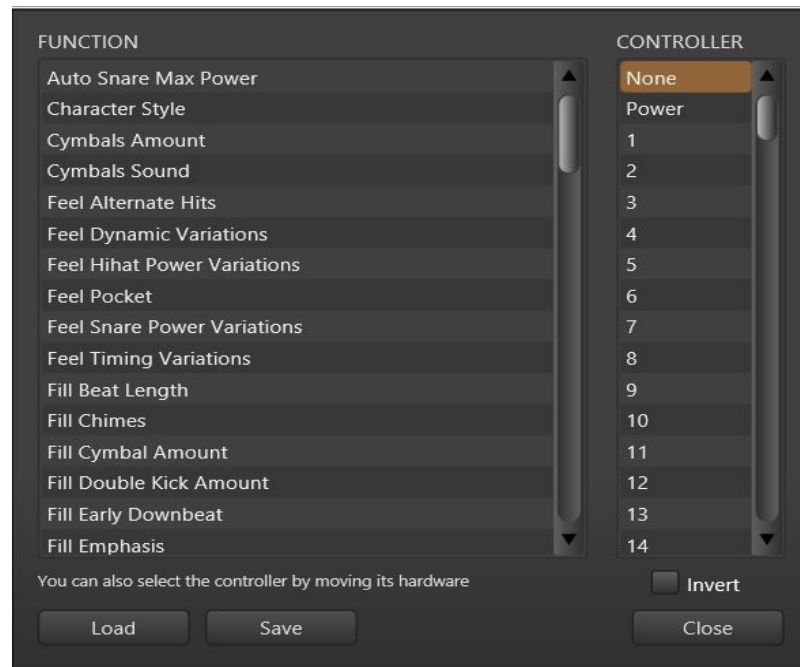 FUNCTION
Auto Snare Max Power
Character Style
Cymbals Amount
Cymbals Sound
Feel Alternate Hits
Feel Dynamic Variations
Feel Hihat Power Variations
Feel Pocket
Feel Snare Power Variations
Feel Timing Variations
Fill Beat Length
Fill Chimes
Fill Cymbal Amount
Fill Double Kick Amount
Fill Early Downbeat
Fill Emphasis
CONTROLLER
None
Power
1
2
3
4
5
6
7
8
9
10
11
12
13
14
You can also select the controller by moving its hardware
Invert
Load
Save
Close